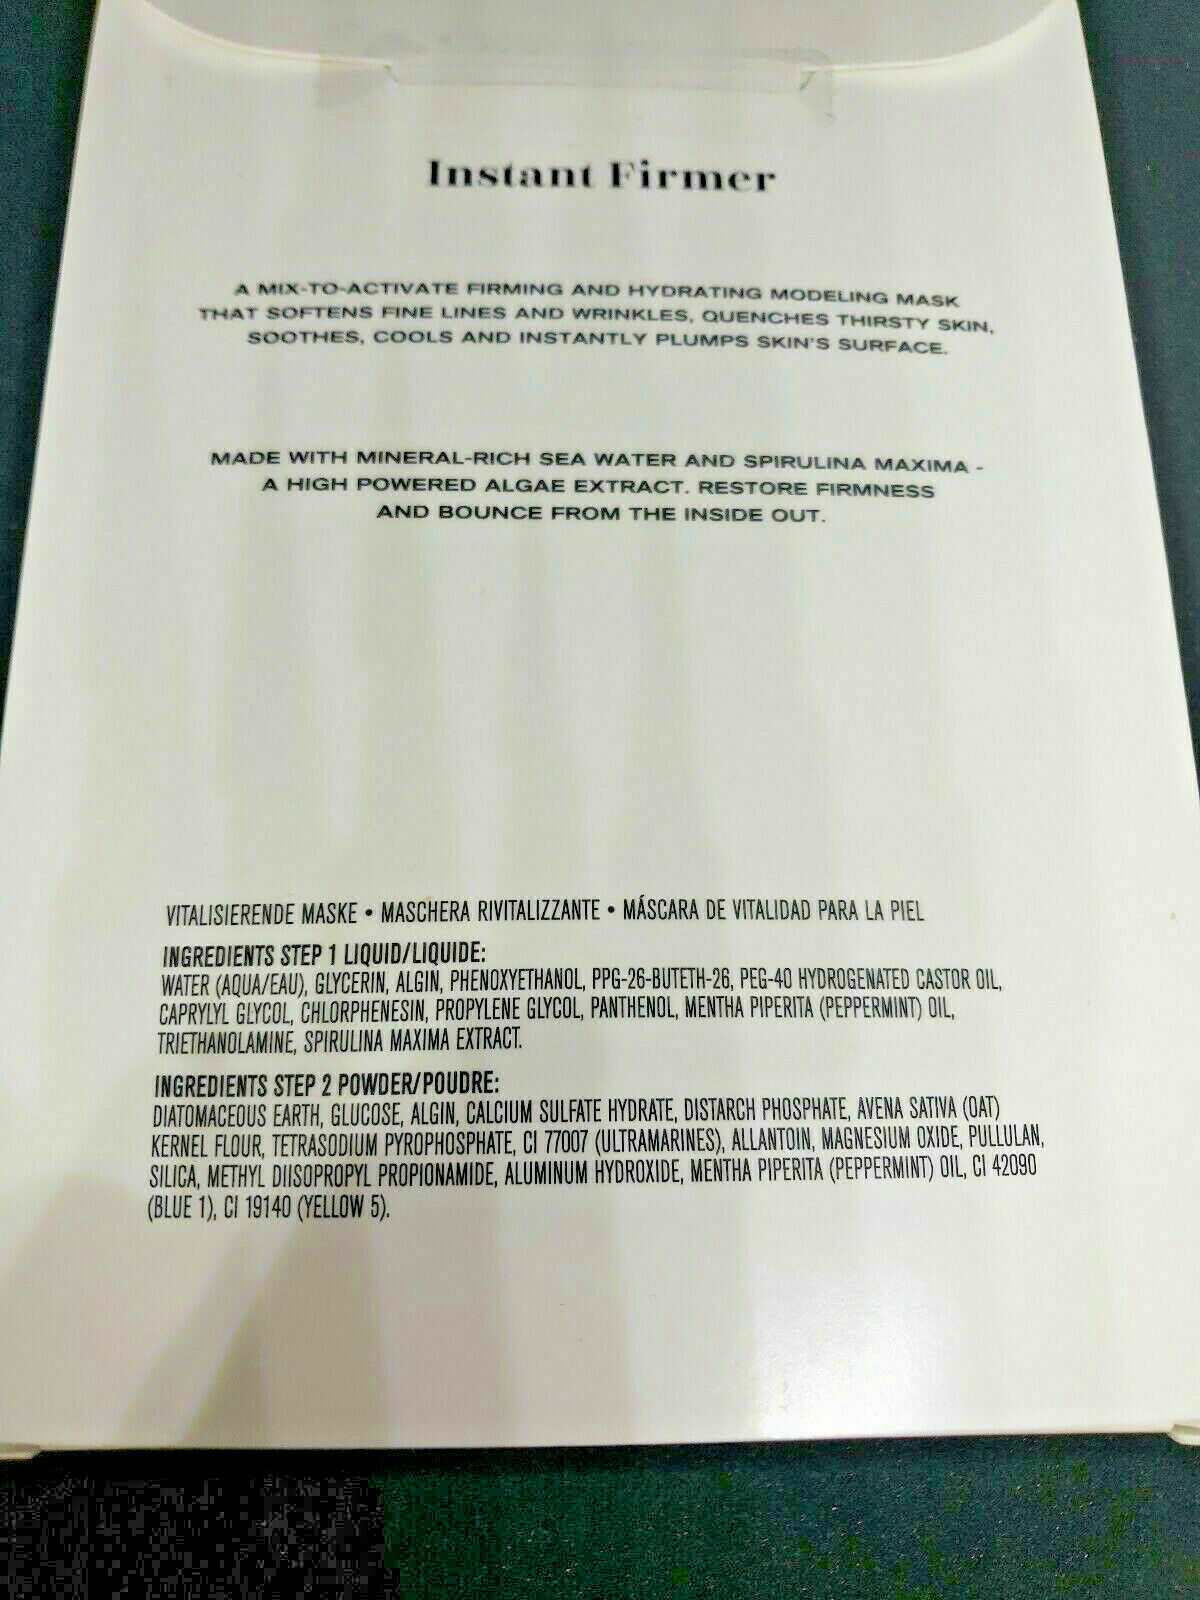 Instant Firmer
A MIX-TO-ACTIVATE FIRMING AND HYDRATING MODELING MASK
THAT SOFTENS FINE LINES AND WRINKLES, QUENCHES THIRSTY SKIN,
SOOTHES, COOLS AND INSTANTLY PLUMPS SKIN'S SURFACE.
MADE WITH MINERAL-RICH SEA WATER AND SPIRULINA MAXIMA -
A HIGH POWERED ALGAE EXTRACT. RESTORE FIRMNESS
AND BOUNCE FROM THE INSIDE OUT.
VITALISIERENDE MASKE • MASCHERA RIVITALIZZANTE • MÁSCARA DE VITALIDAD PARA LA PIEL
INGREDIENTS STEP 1 LIQUID/LIQUIDE:
WATER (AQUA/EAU), GLYCERIN, ALGIN, PHENOXYETHANOL, PPG-26-BUTETH-26, PEG-40 HYDROGENATED CASTOR OIL,
CAPRYLYL GLYCOL, CHLORPHENESIN, PROPYLENE GLYCOL, PANTHENOL, MENTHA PIPERITA (PEPPERMINT) OIL,
TRIETHANOLAMINE, SPIRULINA MAXIMA EXTRACT.
INGREDIENTS STEP 2 POWDER/POUDRE:
DIATOMACEOUS EARTH, GLUCOSE, ALGIN, CALCIUM SULFATE HYDRATE, DISTARCH PHOSPHATE, AVENA SATIVA (OAT)
KERNEL FLOUR, TETRASODIUM PYROPHOSPHATE, CI 77007 (ULTRAMARINES), ALLANTOIN, MAGNESIUM OXIDE, PULLULAN,
SILICA, METHYL DIISOPROPYL PROPIONAMIDE, ALUMINUM HYDROXIDE, MENTHA PIPERITA (PEPPERMINT) OIL, CI 42090
(BLUE 1), CI 19140 (YELLOW 5).